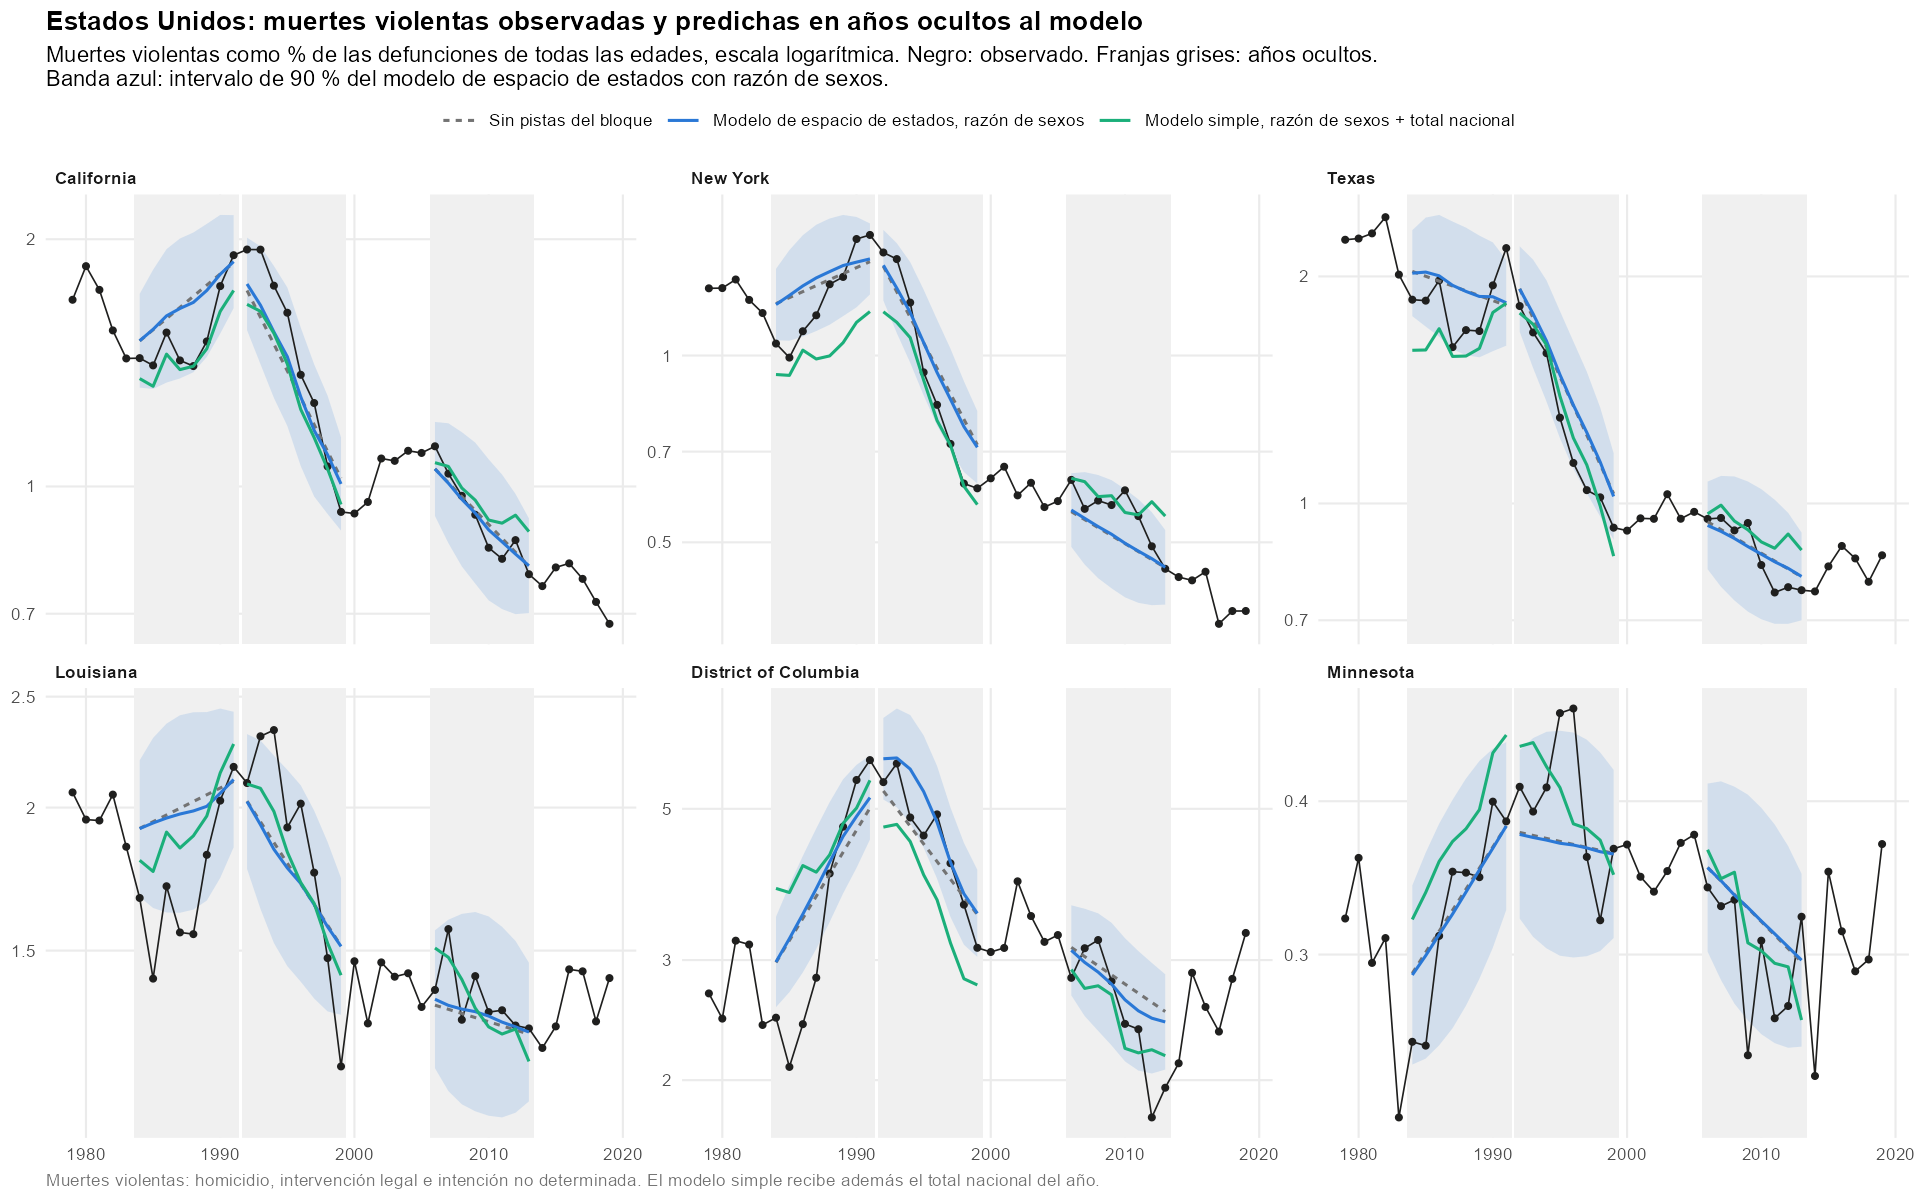 Estados Unidos: muertes violentas observadas y predichas en años ocultos al modelo
Muertes violentas como % de las defunciones de todas las edades, escala logarítmica. Negro: observado. Franjas grises: años ocultos.
Banda azul: intervalo de 90 % del modelo de espacio de estados con razón de sexos.
Sin pistas del bloque
Modelo de espacio de estados, razón de sexos
Modelo simple, razón de sexos + total nacional
California
2
1
0.7
New York
1
0.7
0.5
Texas
2
1
0.7
Louisiana
2.5
2
1.5
1980 1990 2000 2010 2020
District of Columbia
5
3
2
1980 1990 2000 2010 2020
Minnesota
0.4
0.3
1980 1990 2000 2010 2020
Muertes violentas: homicidio, intervención legal e intención no determinada. El modelo simple recibe además el total nacional del año.